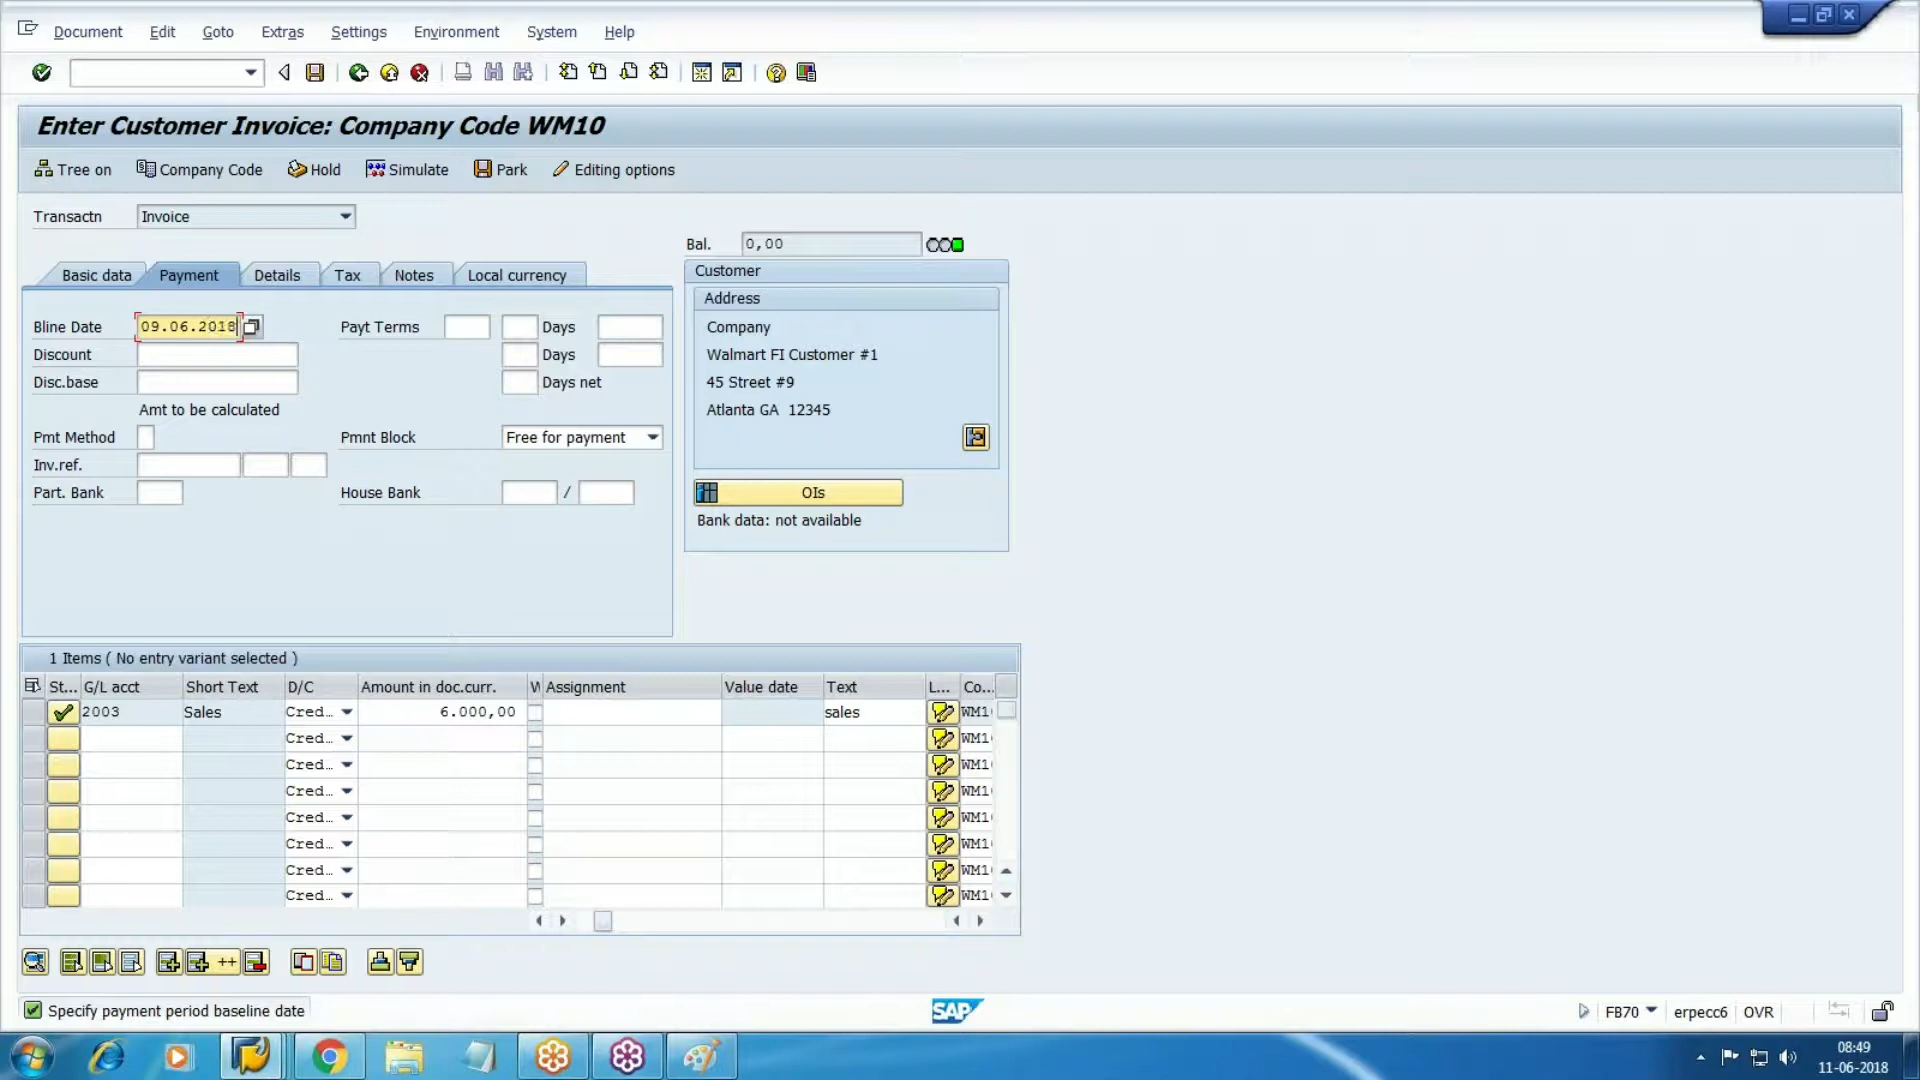 Document Edit Goto Extras Settings Environment System Help
Enter Customer Invoice: Company Code WM10
Tree on Company Code Hold Simulate Park Editing options
Transactn Invoice
Bal. 0,00
Basic data Payment Details Tax Notes Local currency
Bline Date 09.06.2018 Payt Terms Days
Discount Days
Disc.base Days net
Amt to be calculated
Pmt Method Pmnt Block Free for payment
Inv.ref.
Part. Bank House Bank /
Customer
Address
Company
Walmart FI Customer #1
45 Street #9
Atlanta GA 12345
OIs
Bank data: not available
1 Items ( No entry variant selected )
St... G/L acct Short Text D/C Amount in doc.curr. W Assignment Value date Text L... Co...
2003 Sales Cred... 6.000,00 sales WM1
Cred... WM1
Cred... WM1
Cred... WM1
Cred... WM1
Cred... WM1
Cred... WM1
Cred... WM1
++
Specify payment period baseline date
SAP
FB70 erpecc6 OVR
08:49
11-06-2018